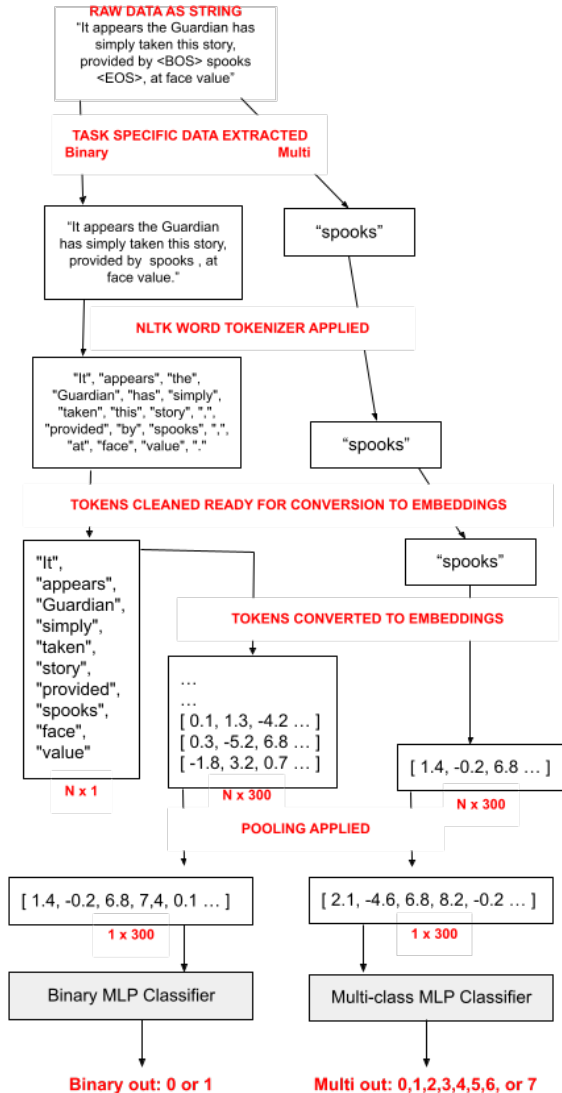 RAW DATA AS STRING
“It appears the Guardian has
simply taken this story,
provided by <BOS> spooks
<EOS>, at face value”
TASK SPECIFIC DATA EXTRACTED
Binary
Multi
“It appears the Guardian
has simply taken this story,
provided by  spooks , at
face value.”
“spooks”
NLTK WORD TOKENIZER APPLIED
"It", "appears", "the",
"Guardian", "has", "simply",
"taken", "this", "story", ",",
"provided", "by", "spooks", ",",
"at", "face", "value", "."
“spooks”
TOKENS CLEANED READY FOR CONVERSION TO EMBEDDINGS
"It",
"appears",
"Guardian",
"simply",
"taken",
"story",
"provided",
"spooks",
"face",
"value"
N x 1
“spooks”
TOKENS CONVERTED TO EMBEDDINGS
…
…
[ 0.1, 1.3, -4.2 … ]
[ 0.3, -5.2, 6.8 … ]
[ -1.8, 3.2, 0.7 … ]
N x 300
[ 1.4, -0.2, 6.8 … ]
N x 300
POOLING APPLIED
[ 1.4, -0.2, 6.8, 7,4, 0.1 … ]
1 x 300
[ 2.1, -4.6, 6.8, 8.2, -0.2 … ]
1 x 300
Binary MLP Classifier
Multi-class MLP Classifier
Binary out: 0 or 1
Multi out: 0,1,2,3,4,5,6, or 7